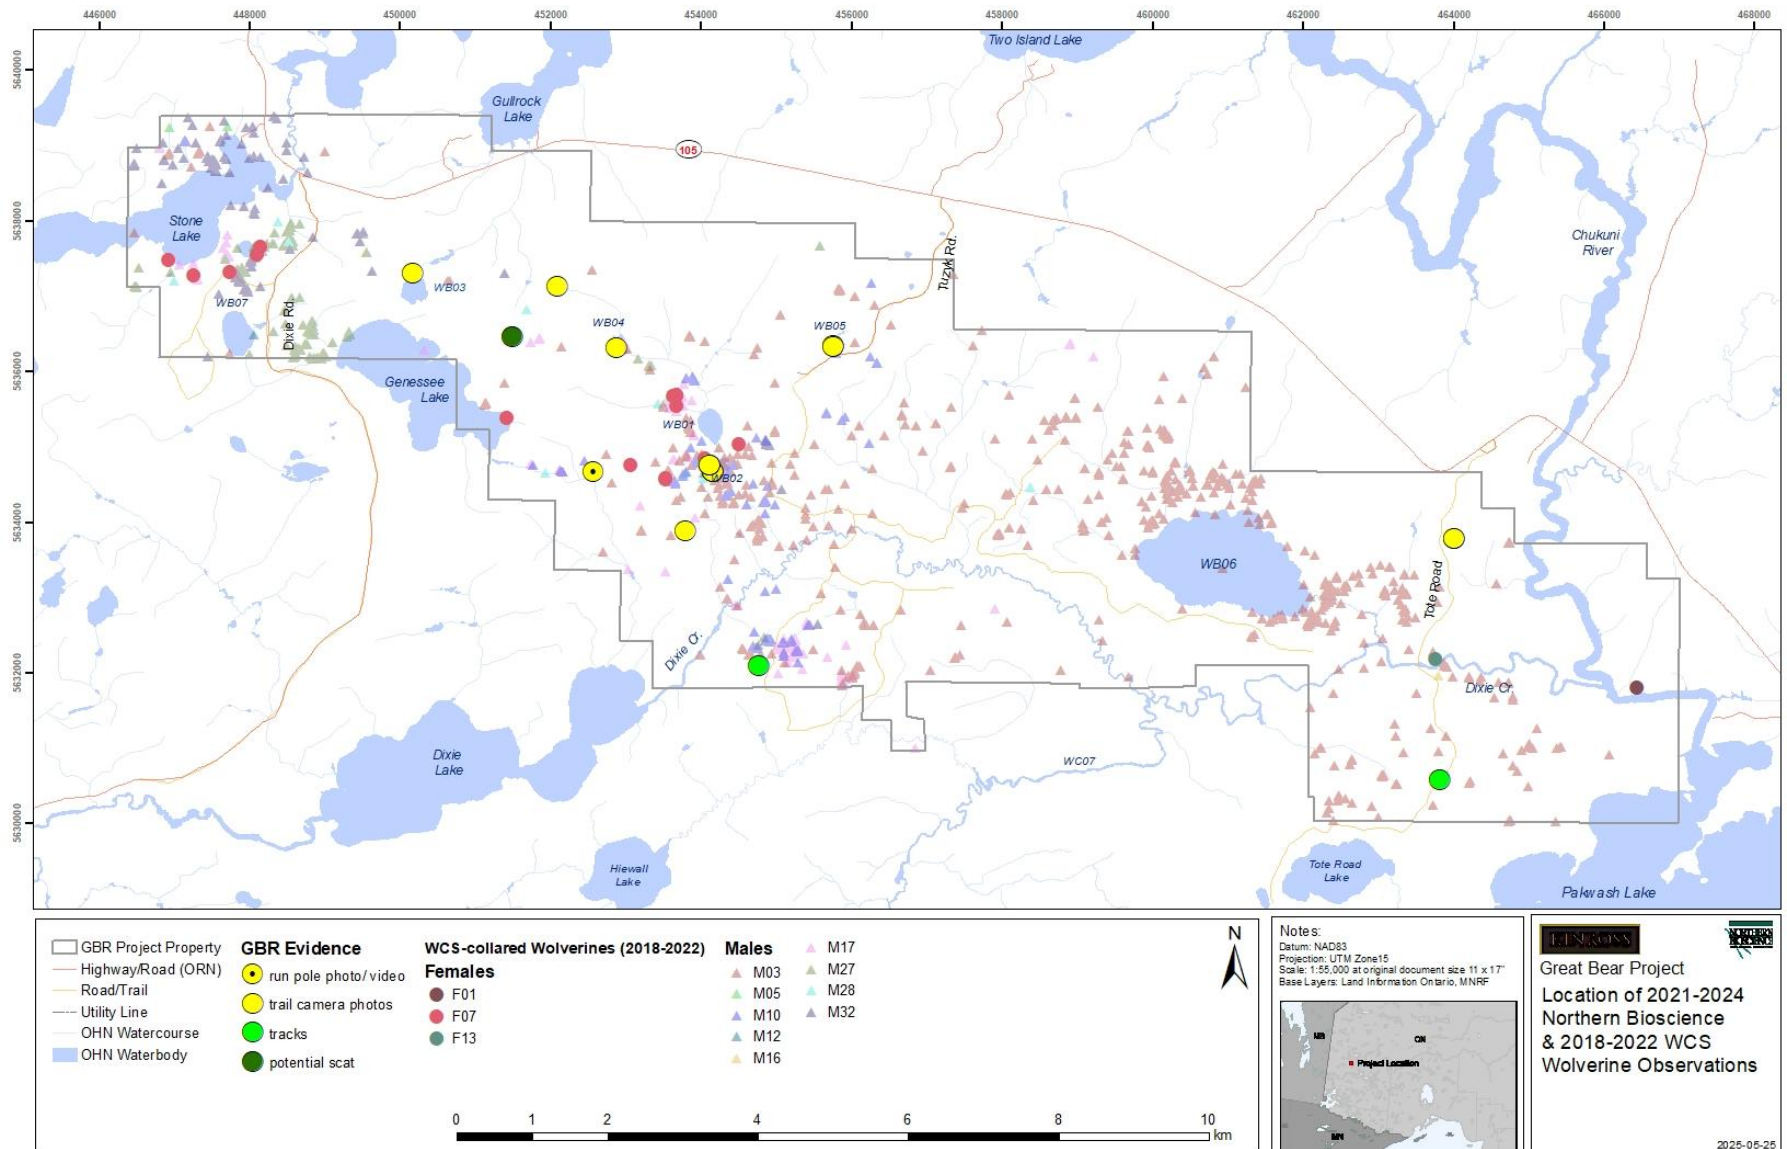 446000
448000
450000
452000
454000
456000
458000
460000
462000
464000
466000
468000
5640000
5638000
5636000
5634000
5632000
5630000
Two Island Lake
Gullrock
Lake
105
Stone
Lake
Chukuni
River
Tuzyk Rd.
WB03
WB07
Dixie Rd.
WB04
WB05
Genessee
Lake
WB01
WB02
WB06
Tote Road
Dixie Cr.
Dixie Cr.
Dixie
Lake
WC07
Hiewall
Lake
Tote Road
Lake
Pakwash Lake
GBR Project Property
Highway/Road (ORN)
Road/Trail
Utility Line
OHN Watercourse
OHN Waterbody
GBR Evidence
run pole photo/video
trail camera photos
tracks
potential scat
WCS-collared Wolverines (2018-2022)
Females
F01
F07
F13
Males
M03
M05
M10
M12
M16
M17
M27
M28
M32
N
0 1 2 4 6 8 10
km
Notes:
Datum: NAD83
Projection: UTM Zone15
Scale: 1:55,000 at original document size 11 x 17"
Base Layers: Land Information Ontario, MNRF
MB
ON
Project Location
MN
KINROSS
NORTHERN
BIOSCIENCE
Great Bear Project
Location of 2021-2024
Northern Bioscience
& 2018-2022 WCS
Wolverine Observations
2025-05-25